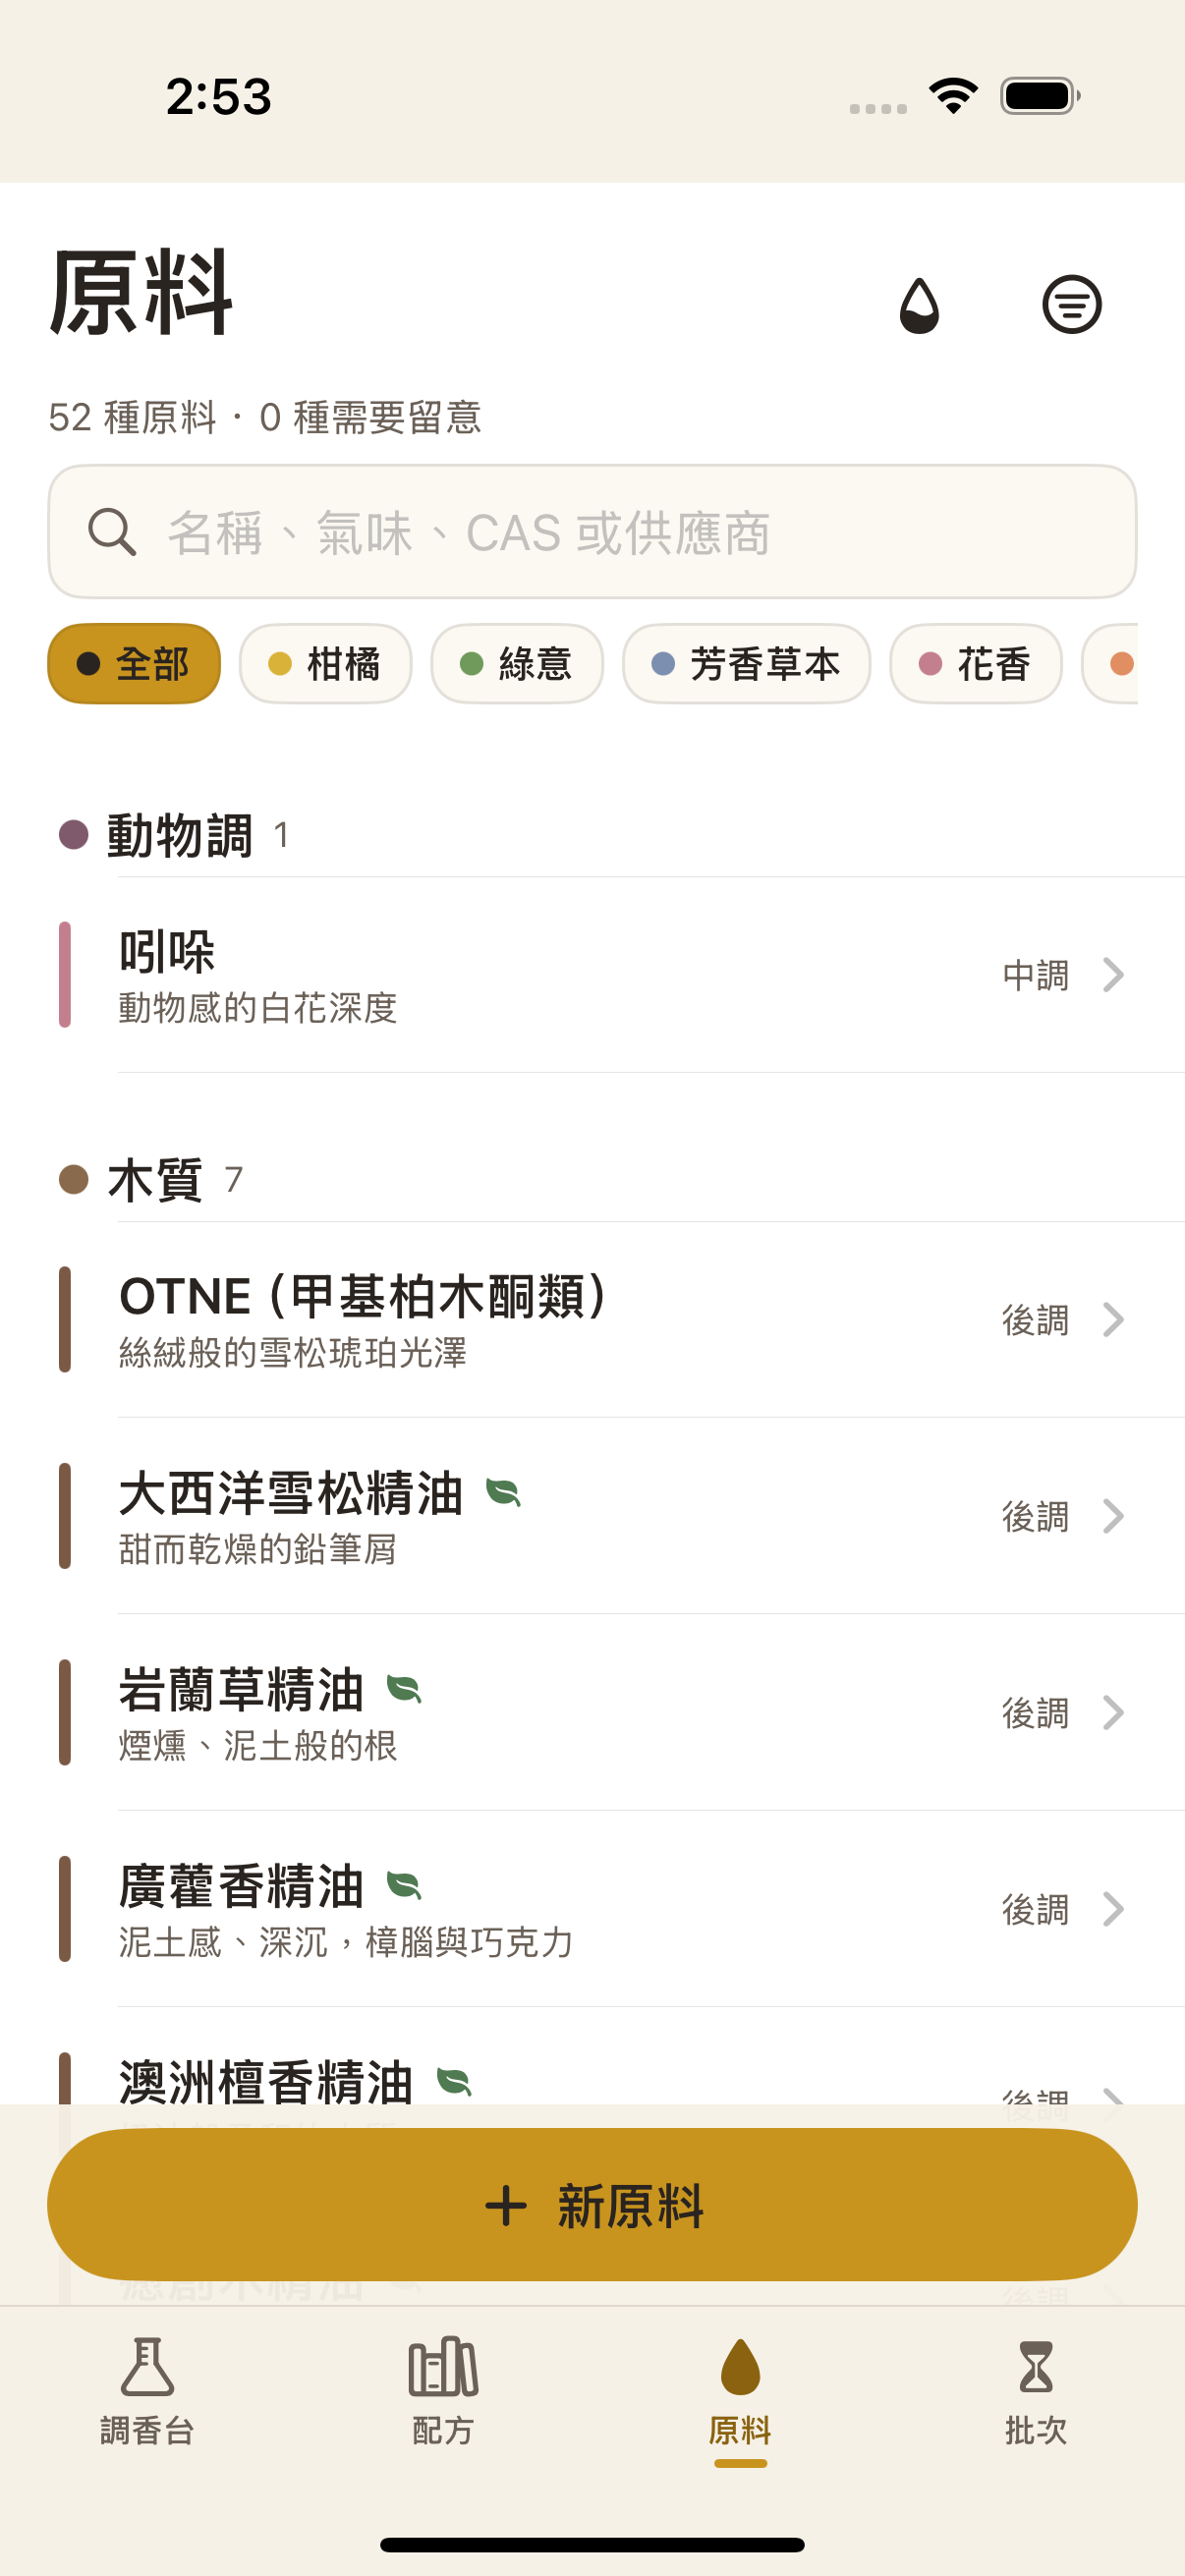 2:53
原料
52 種原料 · 0 種需要留意
名稱、氣味、CAS 或供應商
全部
柑橘
綠意
芳香草本
花香
動物調 1
吲哚
動物感的白花深度
中調
木質 7
OTNE（甲基柏木酮類）
絲絨般的雪松琥珀光澤
後調
大西洋雪松精油
甜而乾燥的鉛筆屑
後調
岩蘭草精油
煙燻、泥土般的根
後調
廣藿香精油
泥土感、深沉，樟腦與巧克力
後調
澳洲檀香精油
後調
新原料
調香台
配方
原料
批次